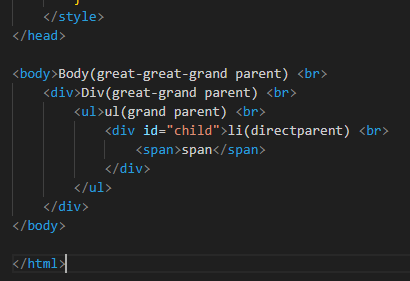 }
</style>
</head>
<body>Body(great-great-grand parent) <br>
<div>Div(great-grand parent) <br>
<ul>ul(grand parent) <br>
<div id="child">li(directparent) <br>
<span>span</span>
</div>
</ul>
</div>
</body>
</html>